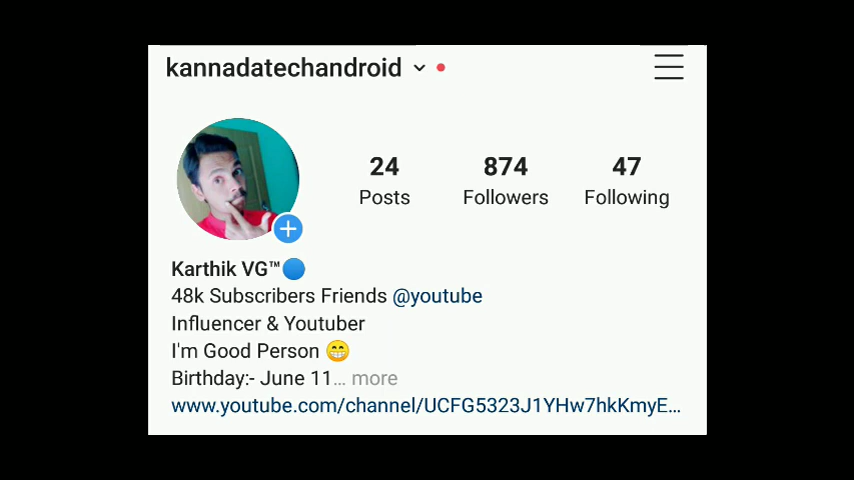 kannadatechandroid
24 874 47
Posts Followers Following
Karthik VG™🔵
48k Subscribers Friends @youtube
Influencer & Youtuber
I'm Good Person 😁
Birthday:- June 11… more
www.youtube.com/channel/UCFG5323J1YHw7hkKmyE…